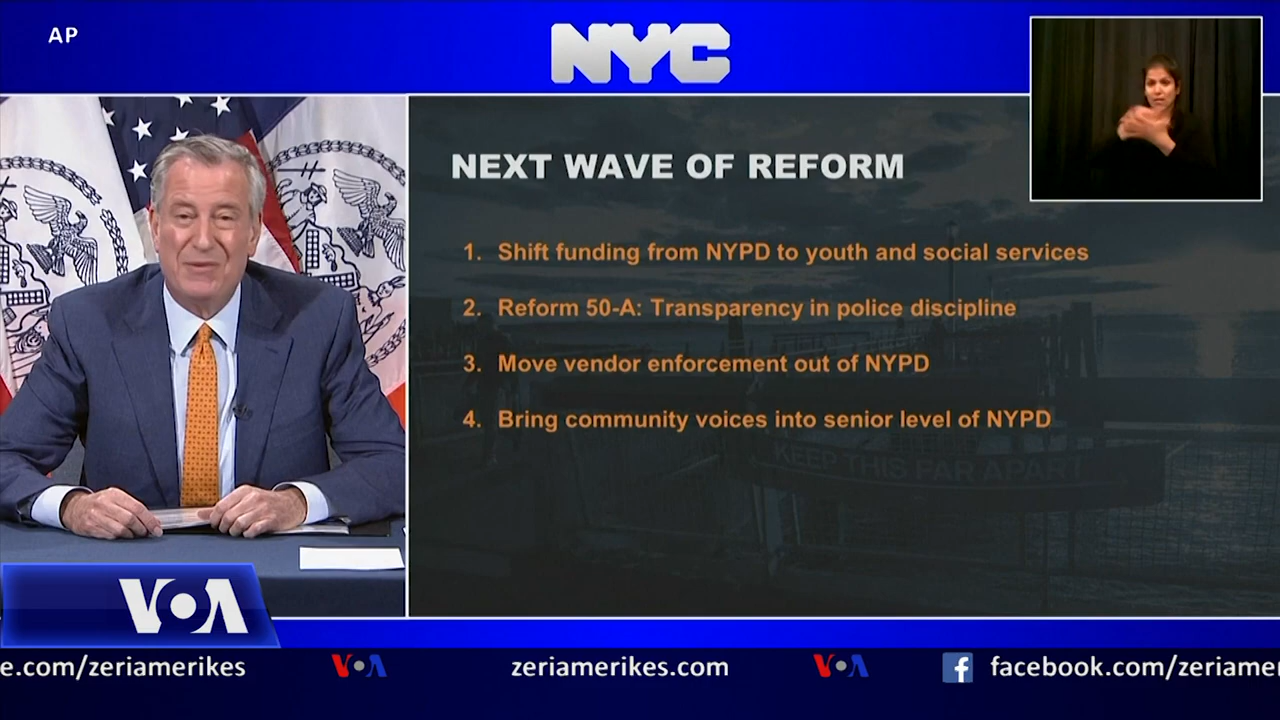 AP
NYC
NEXT WAVE OF REFORM
1. Shift funding from NYPD to youth and social services
2. Reform 50-A: Transparency in police discipline
3. Move vendor enforcement out of NYPD
4. Bring community voices into senior level of NYPD
KEEP THIS FAR APART
VOA
e.com/zeriamerikes VOA zeriamerikes.com VOA f facebook.com/zeriamer